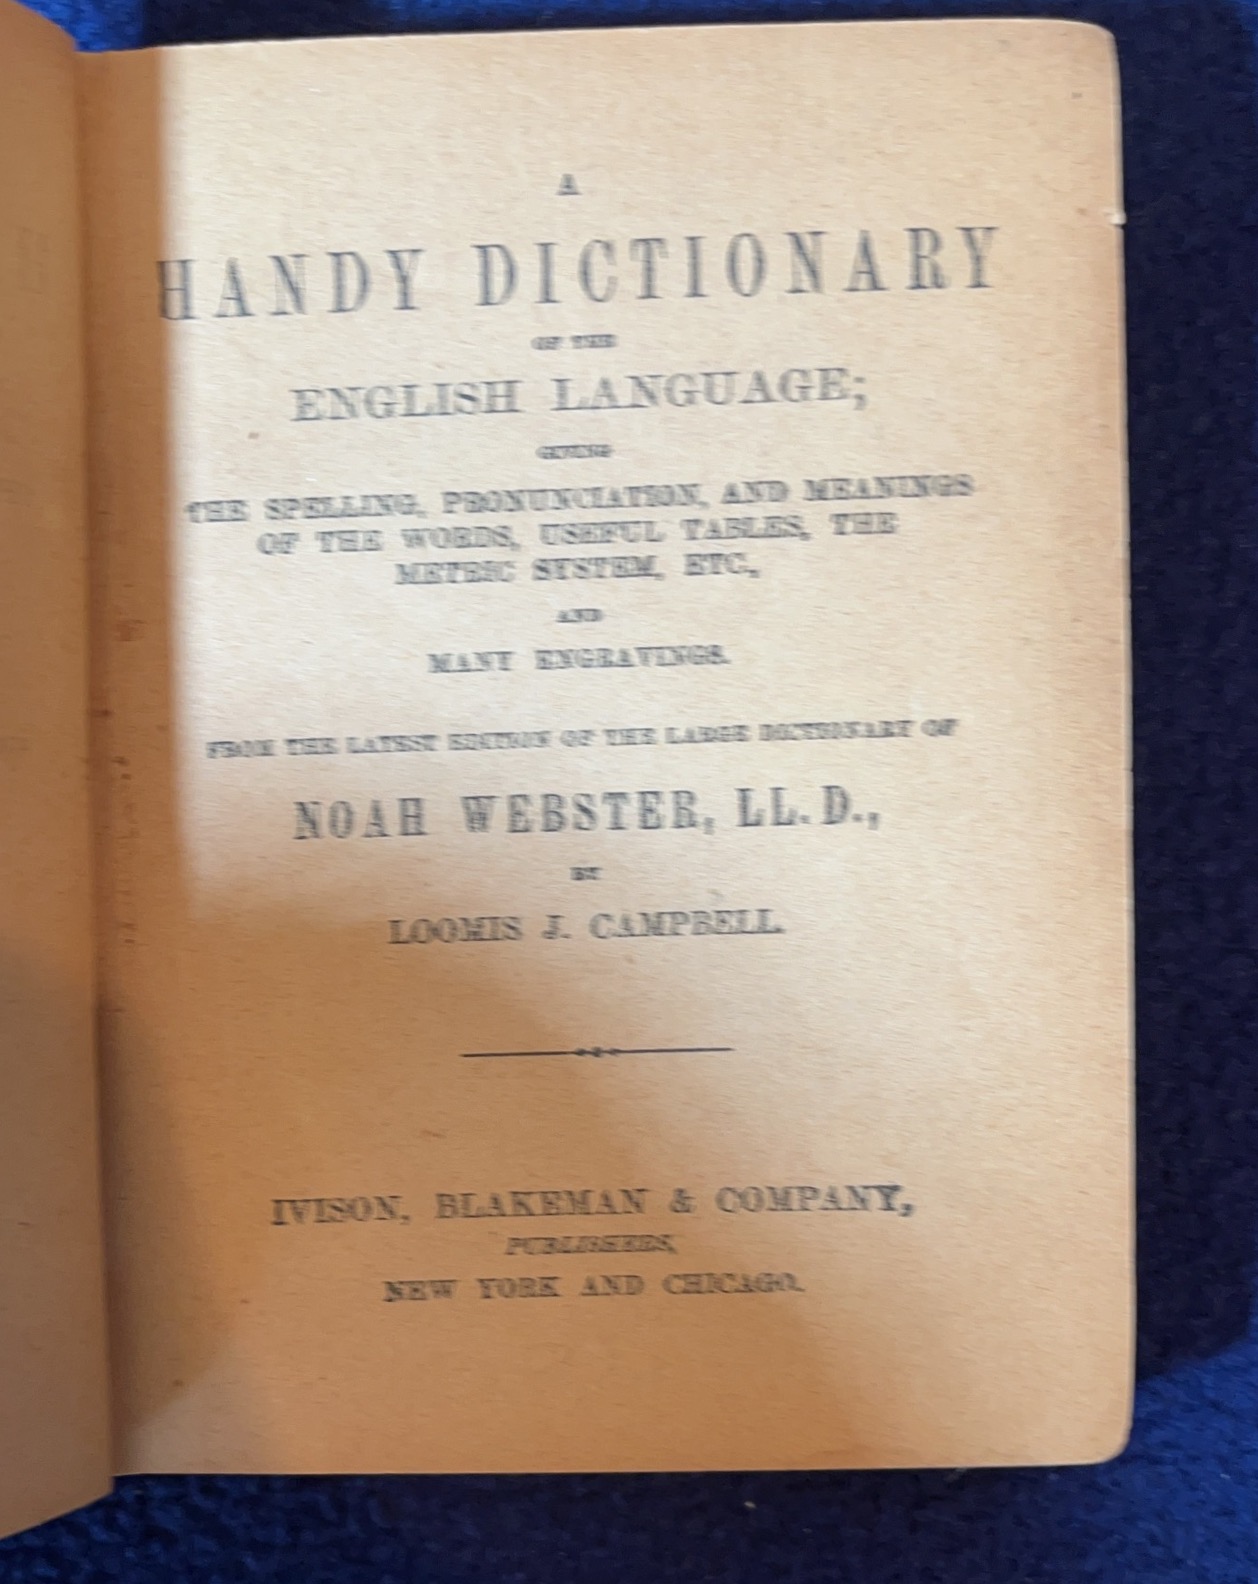 A
HANDY DICTIONARY
OF THE
ENGLISH LANGUAGE;
GIVING
THE SPELLING, PRONUNCIATION, AND MEANINGS
OF THE WORDS, USEFUL TABLES, THE
METRIC SYSTEM, ETC.,
AND
MANY ENGRAVINGS.
FROM THE LATEST EDITION OF THE LARGE DICTIONARY OF
NOAH WEBSTER, LL. D.,
BY
LOOMIS J. CAMPBELL.
IVISON, BLAKEMAN & COMPANY,
PUBLISHERS,
NEW YORK AND CHICAGO.